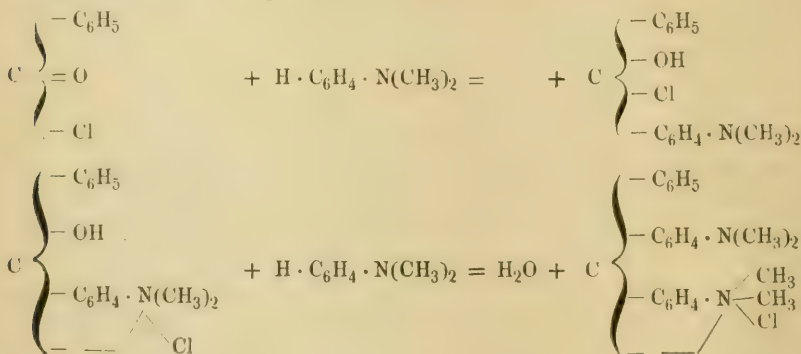 — C₆H₅ — C₆H₅
C = O + H · C₆H₄ · N(CH₃)₂ = + C — OH
— Cl — Cl
— C₆H₄ · N(CH₃)₂
— C₆H₅ — C₆H₅
— OH — C₆H₄ · N(CH₃)₂
C + H · C₆H₄ · N(CH₃)₂ = H₂O + C
— C₆H₄ · N(CH₃)₂ — C₆H₄ · N — CH₃
CH₃
Cl Cl